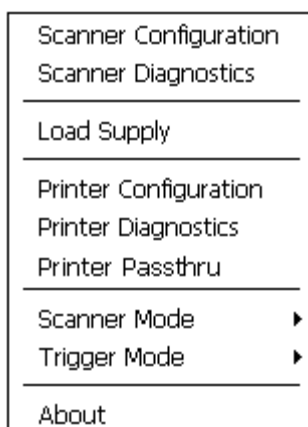 Scanner Configuration
Scanner Diagnostics
Load Supply
Printer Configuration
Printer Diagnostics
Printer Passthru
Scanner Mode
Trigger Mode
About